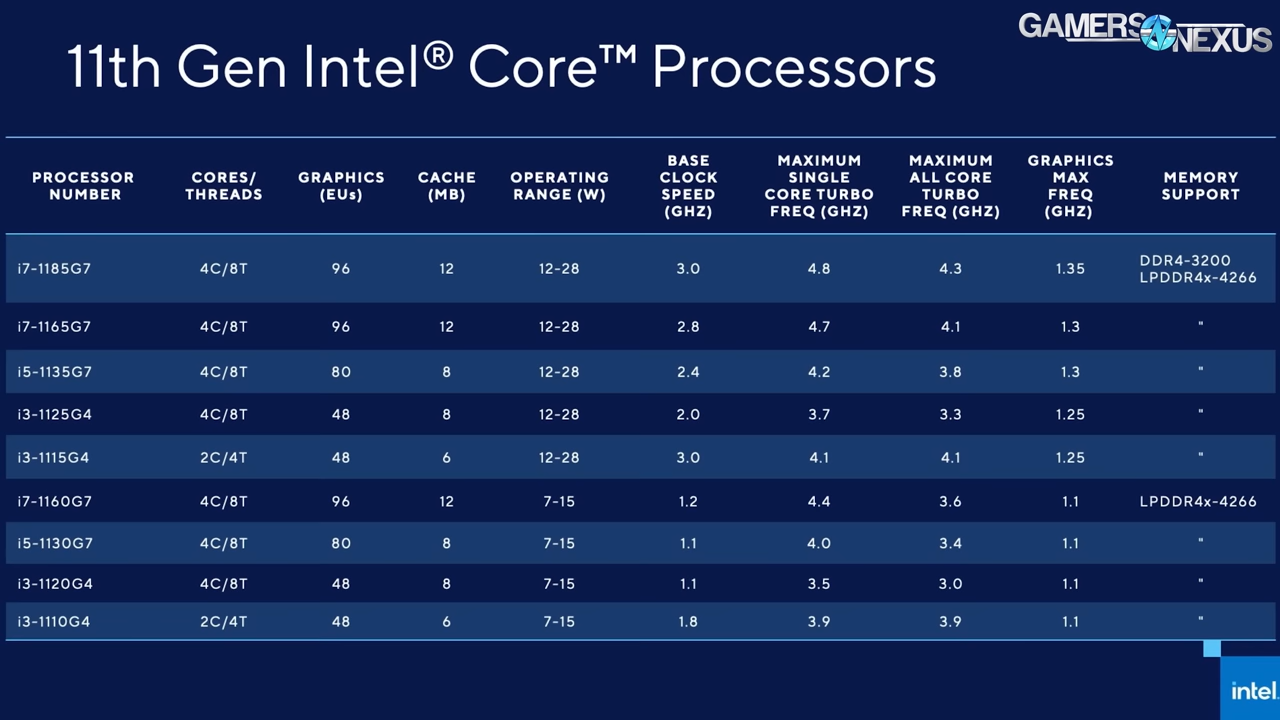 GAMERS NEXUS
11th Gen Intel® Core™ Processors
PROCESSOR NUMBER CORES/ THREADS GRAPHICS (EUs) CACHE (MB) OPERATING RANGE (W) BASE CLOCK SPEED (GHZ) MAXIMUM SINGLE CORE TURBO FREQ (GHZ) MAXIMUM ALL CORE TURBO FREQ (GHZ) GRAPHICS MAX FREQ (GHZ) MEMORY SUPPORT
i7-1185G7 4C/8T 96 12 12-28 3.0 4.8 4.3 1.35 DDR4-3200 LPDDR4x-4266
i7-1165G7 4C/8T 96 12 12-28 2.8 4.7 4.1 1.3 "
i5-1135G7 4C/8T 80 8 12-28 2.4 4.2 3.8 1.3 "
i3-1125G4 4C/8T 48 8 12-28 2.0 3.7 3.3 1.25 "
i3-1115G4 2C/4T 48 6 12-28 3.0 4.1 4.1 1.25 "
i7-1160G7 4C/8T 96 12 7-15 1.2 4.4 3.6 1.1 LPDDR4x-4266
i5-1130G7 4C/8T 80 8 7-15 1.1 4.0 3.4 1.1 "
i3-1120G4 4C/8T 48 8 7-15 1.1 3.5 3.0 1.1 "
i3-1110G4 2C/4T 48 6 7-15 1.8 3.9 3.9 1.1 "
intel.